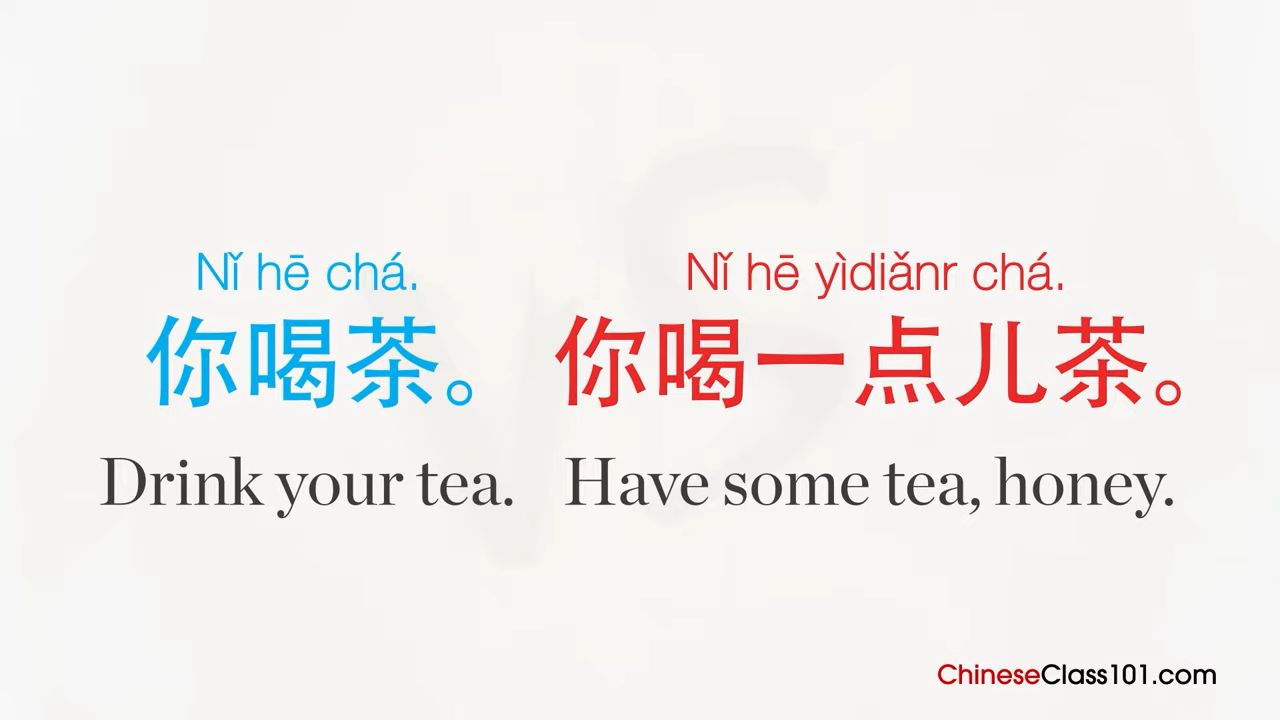 Nǐ hē chá.
你喝茶。
Drink your tea.
Nǐ hē yìdiǎnr chá.
你喝一点儿茶。
Have some tea, honey.
ChineseClass101.com